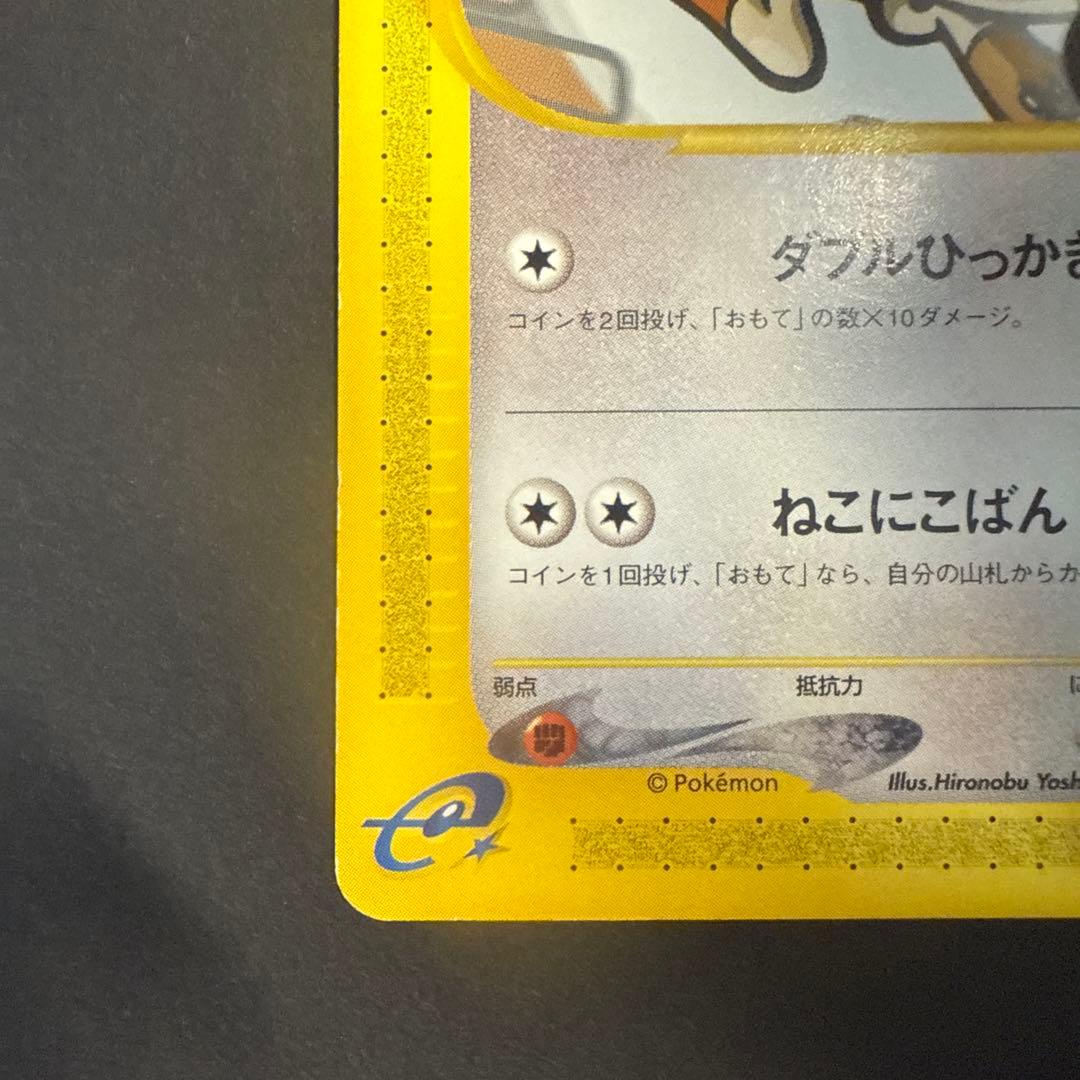 ダブルひっかき
コインを2回投げ、「おもて」の数×10ダメージ。
ねこにこばん
コインを1回投げ、「おもて」なら、自分の山札からカ
弱点
抵抗力
に
© Pokémon
Illus.Hironobu Yosh